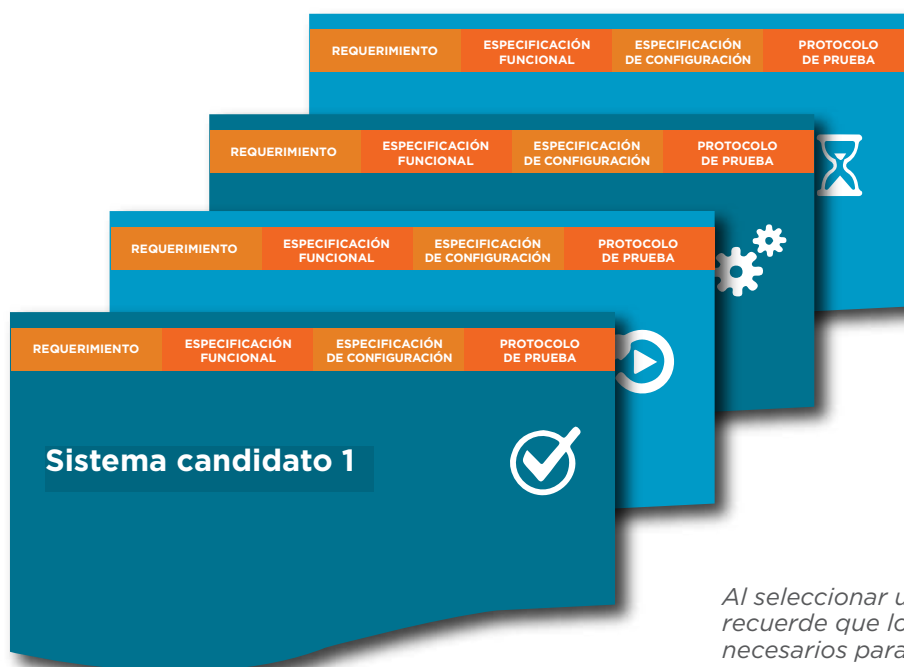 REQUERIMIENTO
ESPECIFICACIÓN
FUNCIONAL
ESPECIFICACIÓN
DE CONFIGURACIÓN
PROTOCOLO
DE PRUEBA
REQUERIMIENTO
ESPECIFICACIÓN
FUNCIONAL
ESPECIFICACIÓN
DE CONFIGURACIÓN
PROTOCOLO
DE PRUEBA
REQUERIMIENTO
ESPECIFICACIÓN
FUNCIONAL
ESPECIFICACIÓN
DE CONFIGURACIÓN
PROTOCOLO
DE PRUEBA
REQUERIMIENTO
ESPECIFICACIÓN
FUNCIONAL
ESPECIFICACIÓN
DE CONFIGURACIÓN
PROTOCOLO
DE PRUEBA
Sistema candidato 1
Al seleccionar
recuerde que
necesarios para